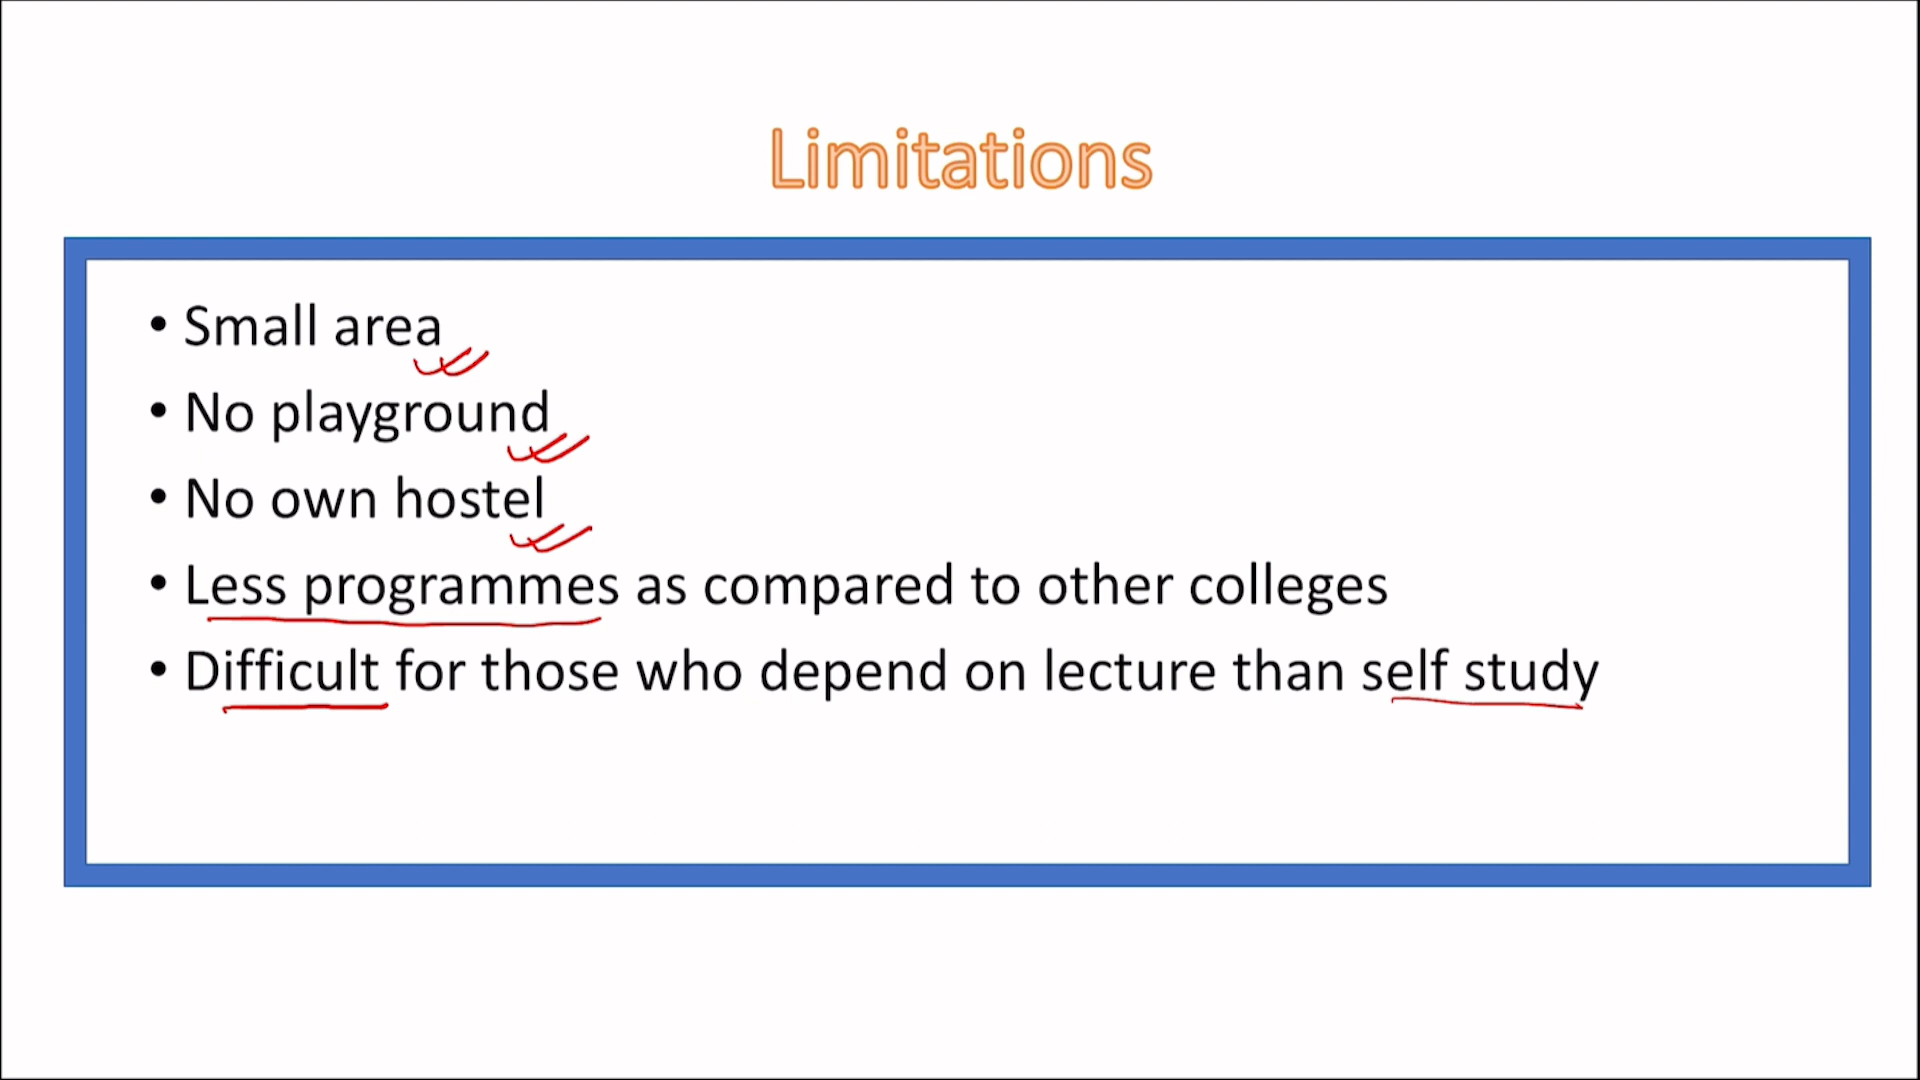 Limitations
• Small area
• No playground
• No own hostel
• Less programmes as compared to other colleges
• Difficult for those who depend on lecture than self study